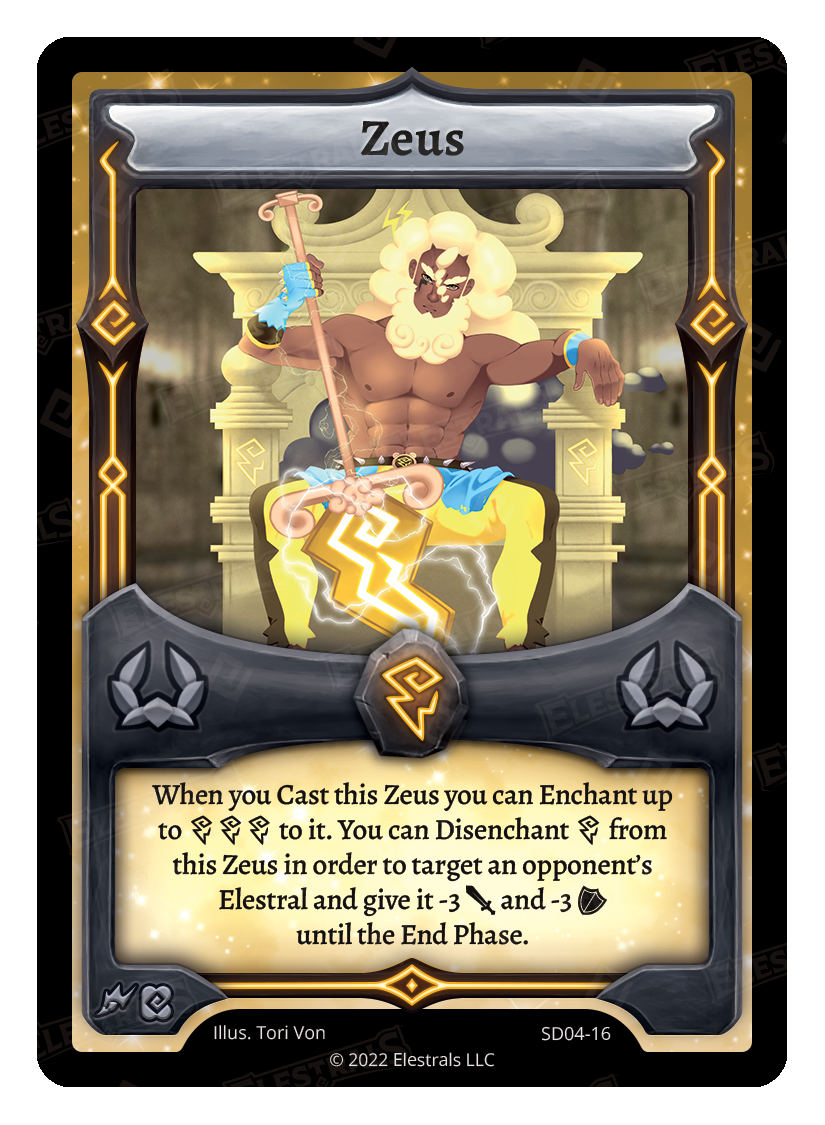 Zeus
When you Cast this Zeus you can Enchant up
to to it. You can Disenchant from
this Zeus in order to target an opponent's
Elestral and give it -3 and -3
until the End Phase.
Illus. Tori Von
SD04-16
© 2022 Elestrals LLC
ELESTRALS